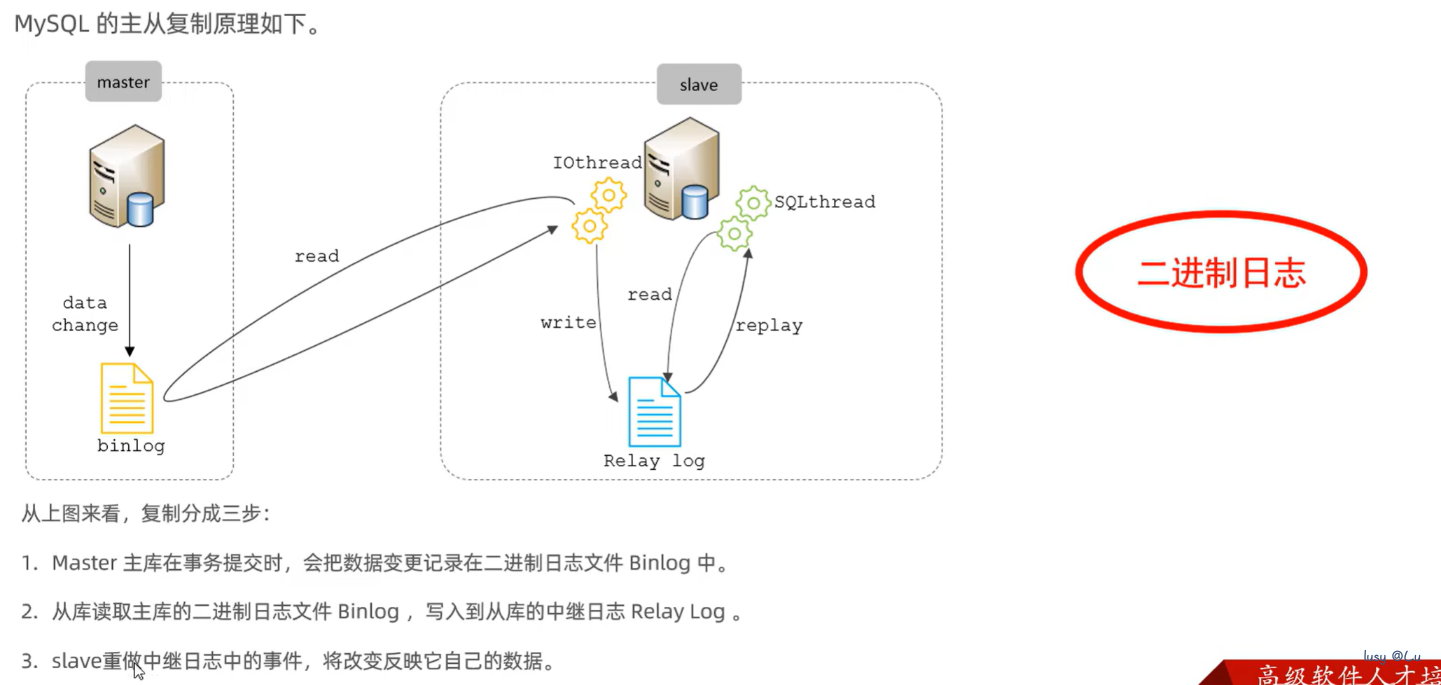 MySQL 的主从复制原理如下。
master
slave
IOthread
SQLthread
read
data
change
read
write
replay
binlog
Relay log
二进制日志
从上图来看，复制分成三步：
1. Master 主库在事务提交时，会把数据变更记录在二进制日志文件 Binlog 中。
2. 从库读取主库的二进制日志文件 Binlog ，写入到从库的中继日志 Relay Log 。
3. slave重做中继日志中的事件，将改变反映它自己的数据。
高级软件人才培